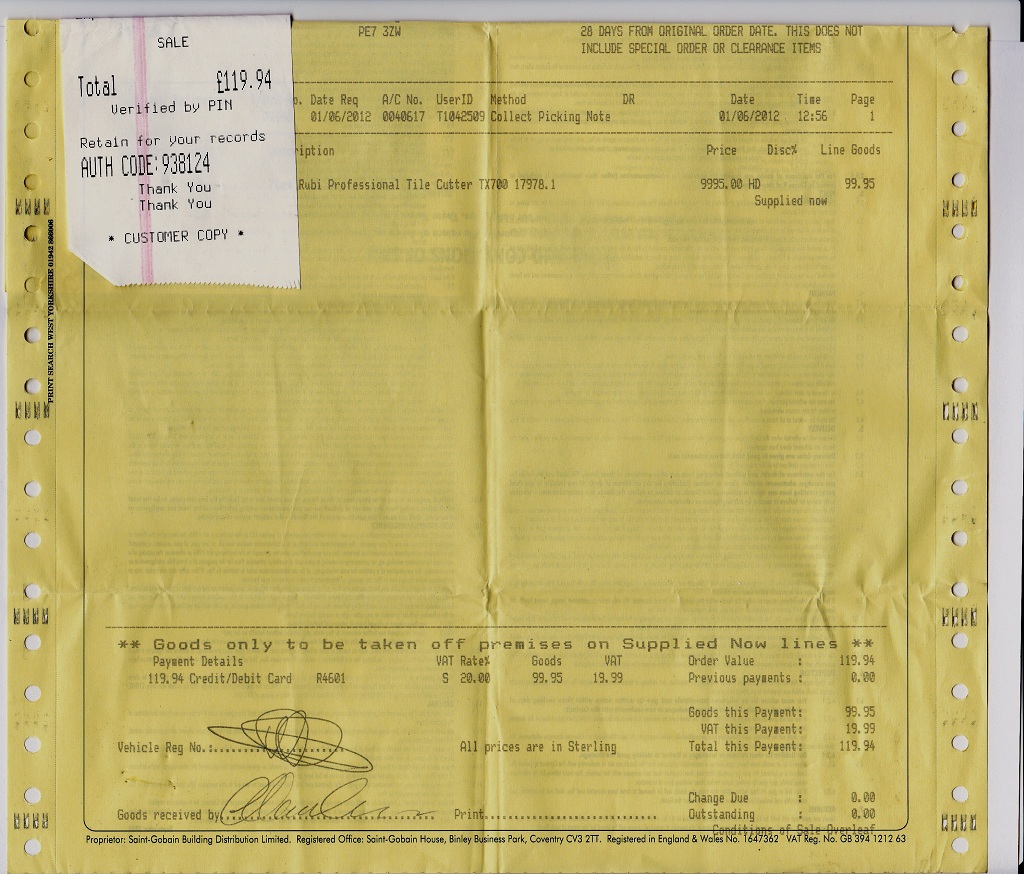 SALE
Total £119.94
Verified by PIN
Retain for your records
AUTH CODE:938124
Thank You
Thank You
* CUSTOMER COPY *
PE7 3ZW
28 DAYS FROM ORIGINAL ORDER DATE. THIS DOES NOT
INCLUDE SPECIAL ORDER OR CLEARANCE ITEMS
o. Date Req A/C No. UserID Method DR Date Time Page
01/06/2012 0040617 T1042509 Collect Picking Note 01/06/2012 12:56 1
ription Price Disc% Line Goods
Rubi Professional Tile Cutter TX700 17978.1 9995.00 HD 99.95
Supplied now
PRINT SEARCH WEST YORKSHIRE 01942 888006
** Goods only to be taken off premises on Supplied Now lines **
Payment Details VAT Rate% Goods VAT Order Value : 119.94
119.94 Credit/Debit Card R4601 S 20.00 99.95 19.99 Previous payments : 0.00
Goods this Payment: 99.95
VAT this Payment: 19.99
Vehicle Reg No.:........................ All prices are in Sterling Total this Payment: 119.94
Change Due : 0.00
Goods received by........................ Print........................ Outstanding : 0.00
Conditions of Sale Overleaf
Proprietor: Saint-Gobain Building Distribution Limited. Registered Office: Saint-Gobain House, Binley Business Park, Coventry CV3 2TT. Registered in England & Wales No. 1647362 VAT Reg. No. GB 394 1212 63